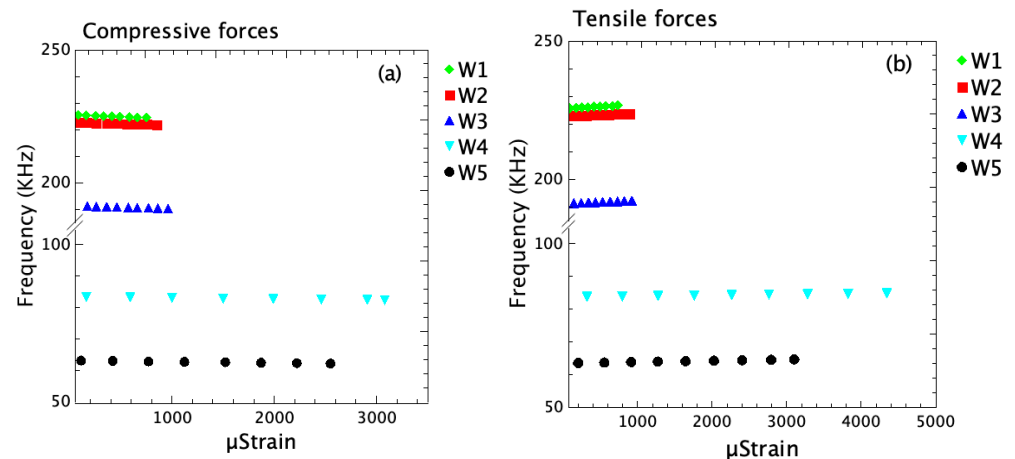 Compressive forces
250
200
100
50
Frequency (KHz)
1000
2000
3000
µStrain
(a)
W1
W2
W3
W4
W5
Tensile forces
250
200
100
50
Frequency (KHz)
1000
2000
3000
4000
5000
µStrain
(b)
W1
W2
W3
W4
W5